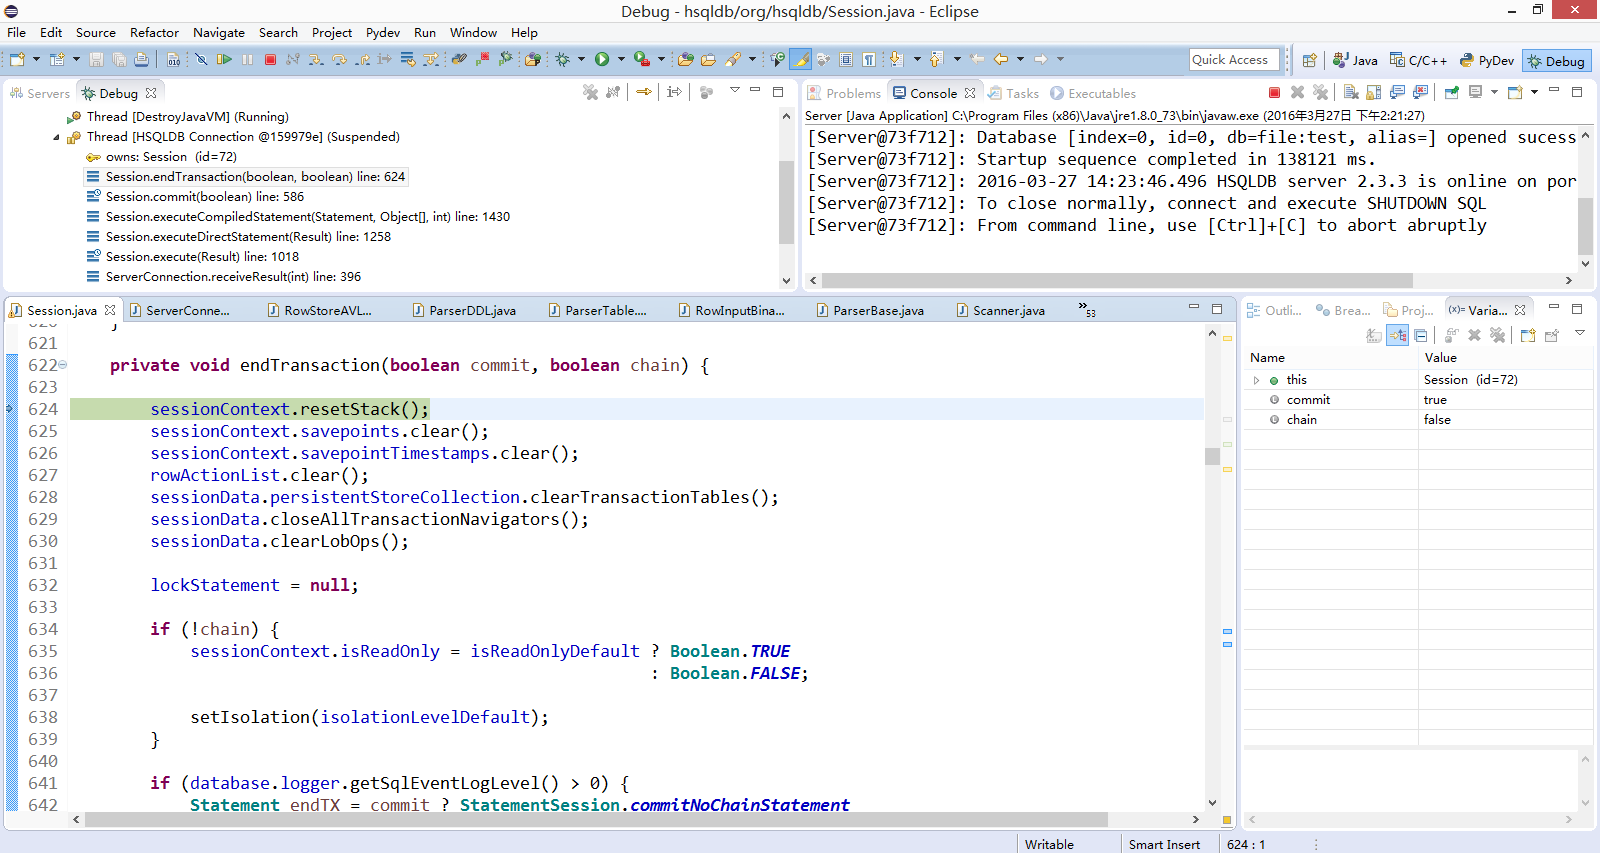 Debug - hsqldb/org/hsqldb/Session.java - Eclipse
File Edit Source Refactor Navigate Search Project Pydev Run Window Help
Quick Access Java C/C++ PyDev Debug
Servers Debug
Thread [DestroyJavaVM] (Running)
Thread [HSQLDB Connection @159979e] (Suspended)
owns: Session (id=72)
Session.endTransaction(boolean, boolean) line: 624
Session.commit(boolean) line: 586
Session.executeCompiledStatement(Statement, Object[], int) line: 1430
Session.executeDirectStatement(Result) line: 1258
Session.execute(Result) line: 1018
ServerConnection.receiveResult(int) line: 396
Problems Console Tasks Executables
Server [Java Application] C:\Program Files (x86)\Java\jre1.8.0_73\bin\javaw.exe (2016年3月27日 下午2:21:27)
[Server@73f712]: Database [index=0, id=0, db=file:test, alias=] opened sucess
[Server@73f712]: Startup sequence completed in 138121 ms.
[Server@73f712]: 2016-03-27 14:23:46.496 HSQLDB server 2.3.3 is online on por
[Server@73f712]: To close normally, connect and execute SHUTDOWN SQL
[Server@73f712]: From command line, use [Ctrl]+[C] to abort abruptly
Session.java ServerConne... RowStoreAVL... ParserDDL.java ParserTable.... RowInputBina... ParserBase.java Scanner.java »53
621
622 private void endTransaction(boolean commit, boolean chain) {
623
624 sessionContext.resetStack();
625 sessionContext.savepoints.clear();
626 sessionContext.savepointTimestamps.clear();
627 rowActionList.clear();
628 sessionData.persistentStoreCollection.clearTransactionTables();
629 sessionData.closeAllTransactionNavigators();
630 sessionData.clearLobOps();
631
632 lockStatement = null;
633
634 if (!chain) {
635 sessionContext.isReadOnly = isReadOnlyDefault ? Boolean.TRUE
636 : Boolean.FALSE;
637
638 setIsolation(isolationLevelDefault);
639 }
640
641 if (database.logger.getSqlEventLogLevel() > 0) {
642 Statement endTX = commit ? StatementSession.commitNoChainStatement
Outli... Brea... Proj... (x)= Varia...
Name Value
this Session (id=72)
commit true
chain false
Writable Smart Insert 624 : 1